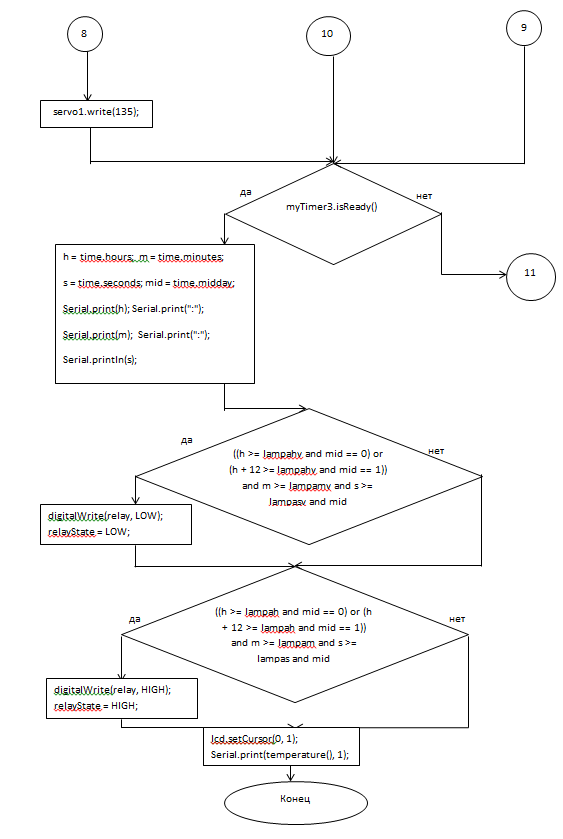 8
10
9
servo1.write(135);
да
нет
myTimer3.isReady()
h = time.hours;  m = time.minutes;
s = time.seconds; mid = time.midday;
Serial.print(h); Serial.print(":");
Serial.print(m);  Serial.print(":");
Serial.println(s);
11
да
нет
((h >= lampahv and mid == 0) or
(h + 12 >= lampahv and mid == 1))
and m >= lampamv and s >=
lampasv and mid
digitalWrite(relay, LOW);
relayState = LOW;
да
нет
((h >= lampah and mid == 0) or (h
+ 12 >= lampah and mid == 1))
and m >= lampam and s >=
lampas and mid
digitalWrite(relay, HIGH);
relayState = HIGH;
lcd.setCursor(0, 1);
Serial.print(temperature(), 1);
Конец